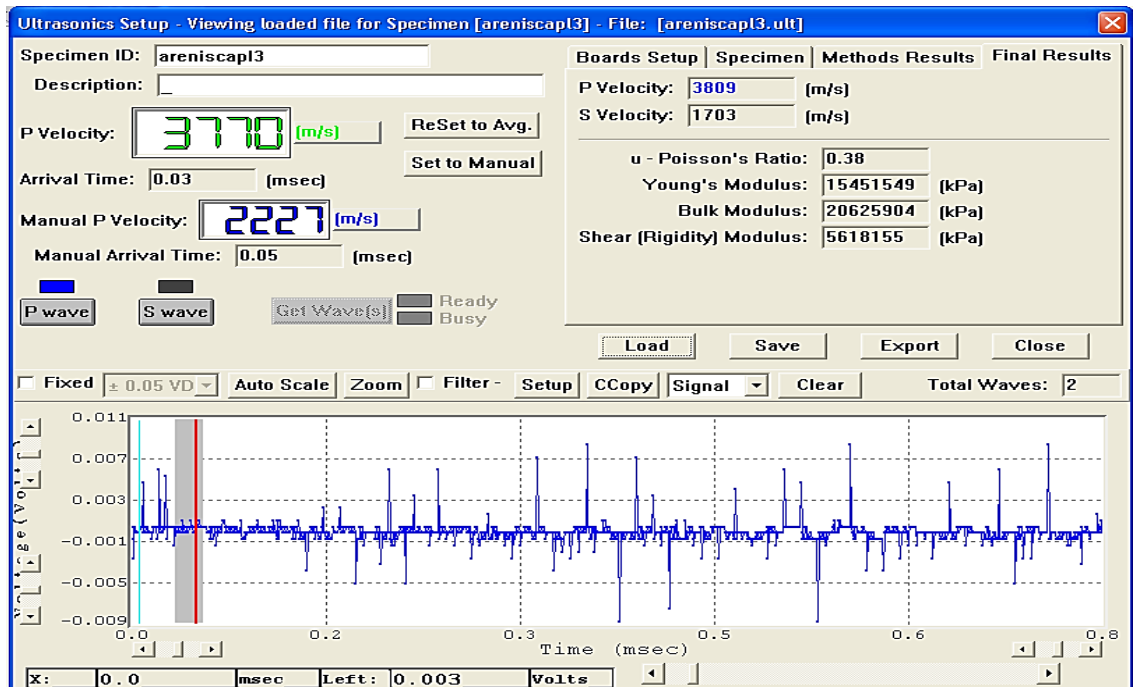 Ultrasonics Setup - Viewing loaded file for Specimen [areniscapl3] - File: [areniscapl3.ult]
Specimen ID: areniscapl3
Description: _
P Velocity: 3770 (m/s)
ReSet to Avg.
Set to Manual
Arrival Time: 0.03 (msec)
Manual P Velocity: 2227 (m/s)
Manual Arrival Time: 0.05 (msec)
P wave
S wave
Get Wave(s)
Ready
Busy
Boards Setup
Specimen
Methods Results
Final Results
P Velocity: 3809 (m/s)
S Velocity: 1703 (m/s)
u - Poisson's Ratio: 0.38
Young's Modulus: 15451549 (kPa)
Bulk Modulus: 20625904 (kPa)
Shear (Rigidity) Modulus: 5618155 (kPa)
Load
Save
Export
Close
Fixed ± 0.05 VD Auto Scale Zoom Filter - Setup CCopy Signal Clear Total Waves: 2
0.011
0.007
0.003
-0.001
-0.005
-0.009
0.0 0.2 0.3 0.5 0.6 0.8
Time (msec)
X: 0.0 msec Left: 0.003 Volts